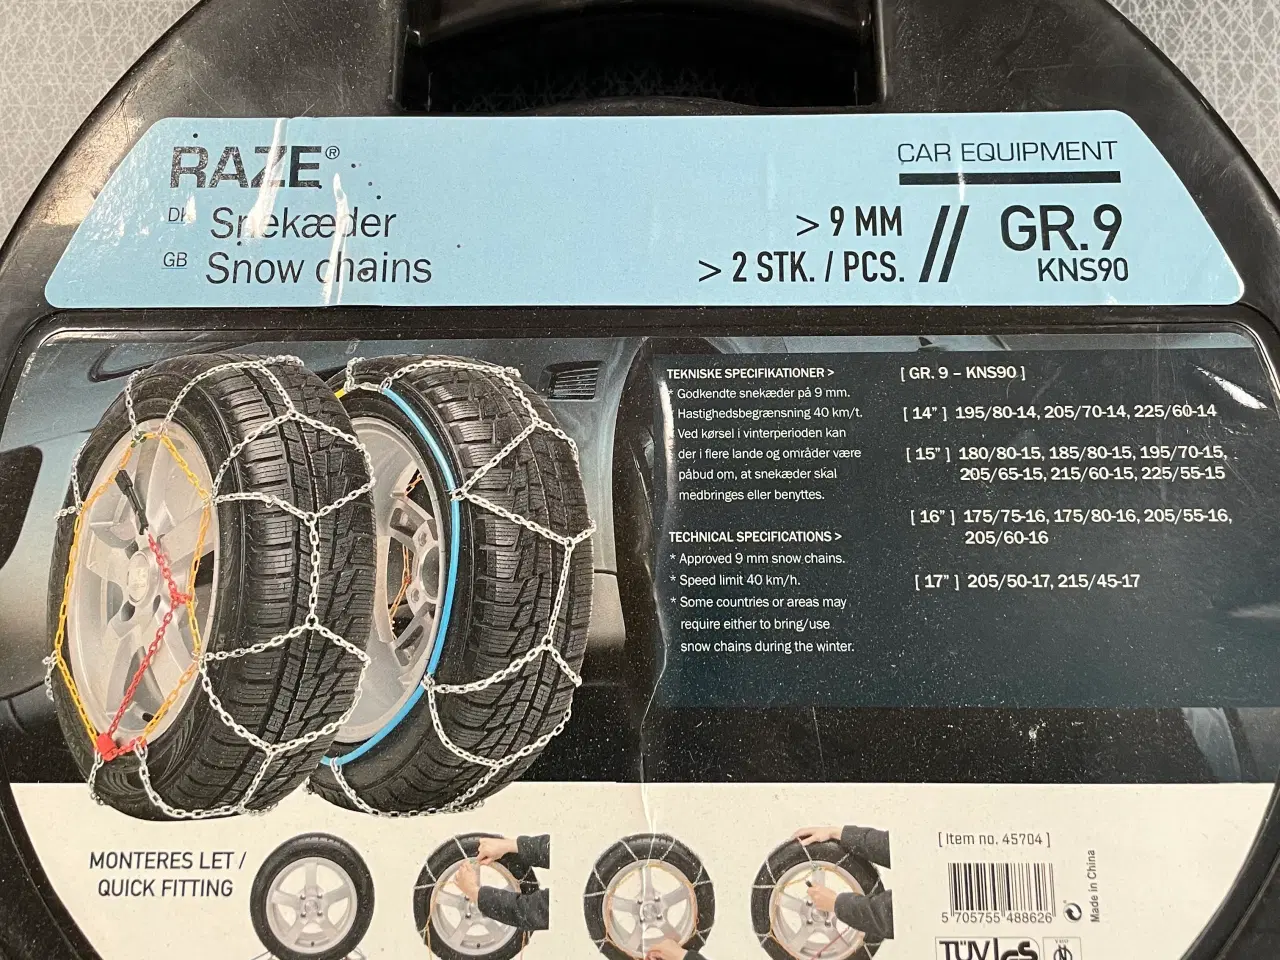 RAZE®
CAR EQUIPMENT
DK Snekæder
GB Snow chains
> 9 MM
> 2 STK. / PCS.
// GR.9
KNS90
TEKNISKE SPECIFIKATIONER >
* Godkendte snekæder på 9 mm.
* Hastighedsbegrænsning 40 km/t.
* Ved kørsel i vinterperioden kan
der i flere lande og områder være
påbud om, at snekæder skal
medbringes eller benyttes.
TECHNICAL SPECIFICATIONS >
* Approved 9 mm snow chains.
* Speed limit 40 km/h.
* Some countries or areas may
require either to bring/use
snow chains during the winter.
[ GR. 9 – KNS90 ]
[ 14” ] 195/80-14, 205/70-14, 225/60-14
[ 15” ] 180/80-15, 185/80-15, 195/70-15,
205/65-15, 215/60-15, 225/55-15
[ 16” ] 175/75-16, 175/80-16, 205/55-16,
205/60-16
[ 17” ] 205/50-17, 215/45-17
MONTERES LET /
QUICK FITTING
[ Item no. 45704 ]
5 705755 488626
Made in China
TÜV GS